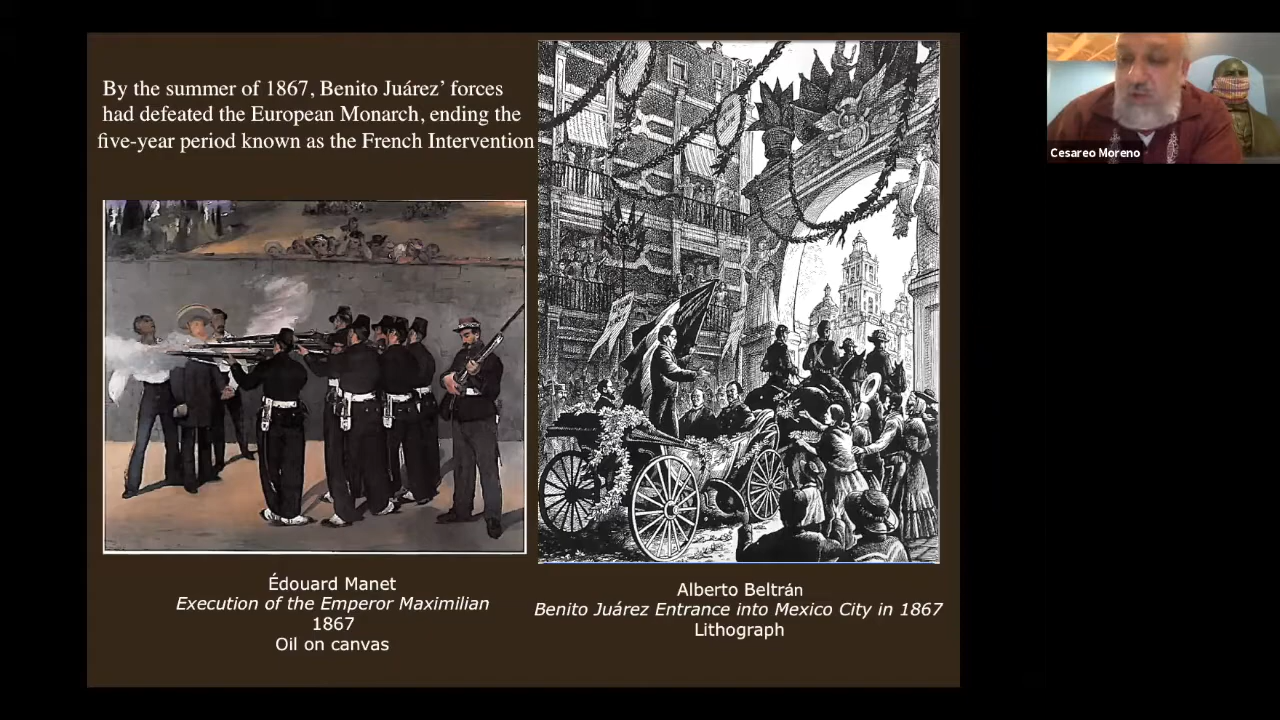 By the summer of 1867, Benito Juárez’ forces
had defeated the European Monarch, ending the
five-year period known as the French Intervention
Édouard Manet
Execution of the Emperor Maximilian
1867
Oil on canvas
Alberto Beltrán
Benito Juárez Entrance into Mexico City in 1867
Lithograph
Cesareo Moreno